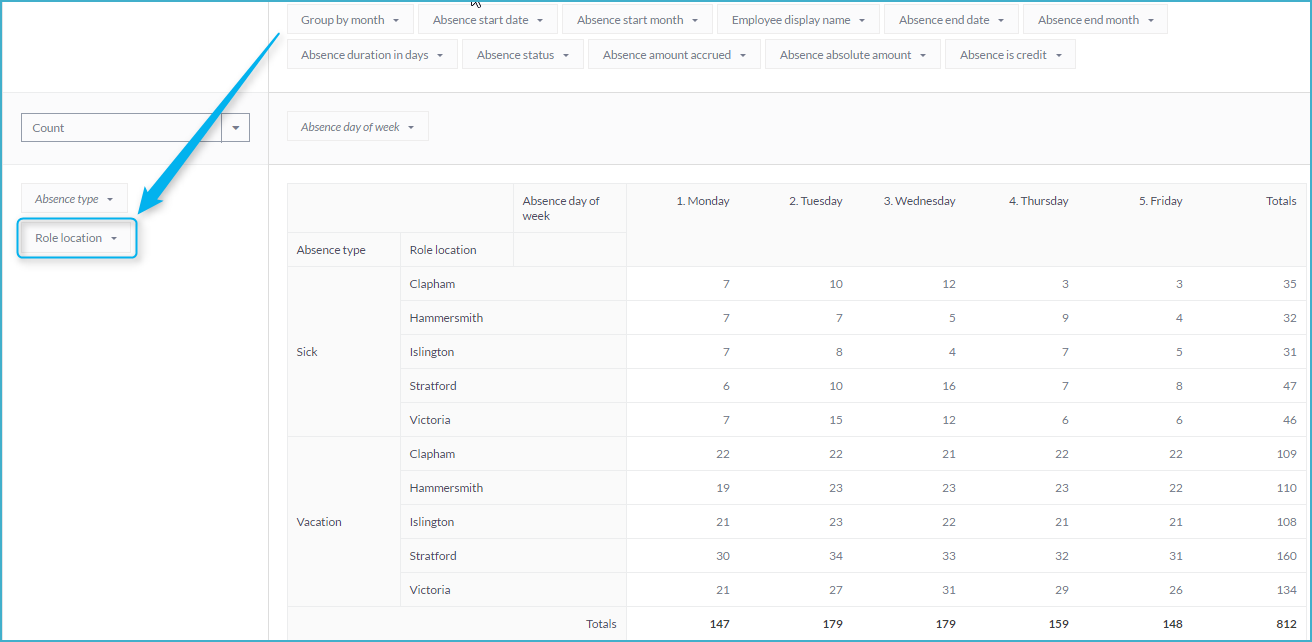 Group by month
Absence start date
Absence start month
Employee display name
Absence end date
Absence end month
Absence duration in days
Absence status
Absence amount accrued
Absence absolute amount
Absence is credit
Count
Absence day of week
Absence type
Role location
Absence day of week 1. Monday 2. Tuesday 3. Wednesday 4. Thursday 5. Friday Totals
Absence type Role location
Sick
Clapham 7 10 12 3 3 35
Hammersmith 7 7 5 9 4 32
Islington 7 8 4 7 5 31
Stratford 6 10 16 7 8 47
Victoria 7 15 12 6 6 46
Vacation
Clapham 22 22 21 22 22 109
Hammersmith 19 23 23 23 22 110
Islington 21 23 22 21 21 108
Stratford 30 34 33 32 31 160
Victoria 21 27 31 29 26 134
Totals 147 179 179 159 148 812